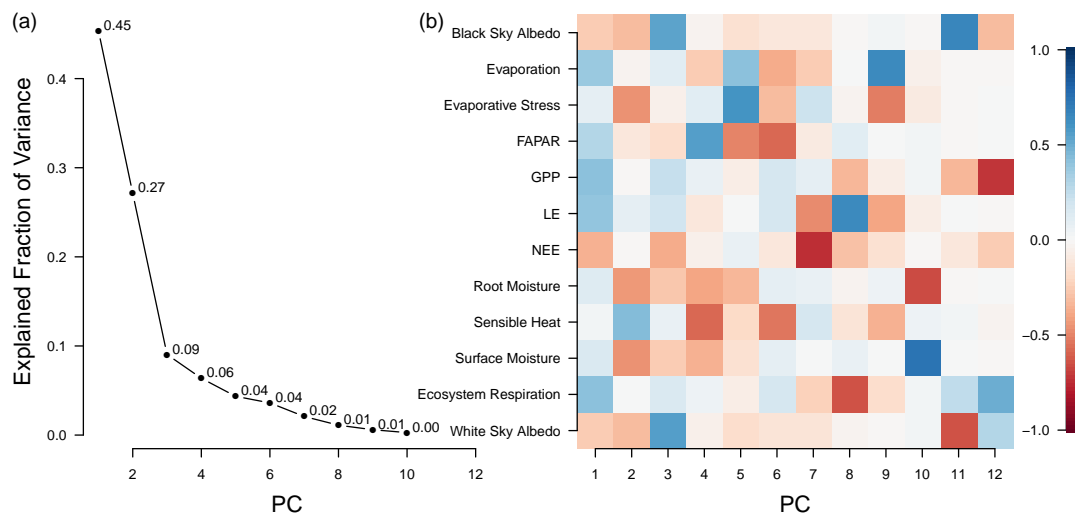 (a)
Explained Fraction of Variance
0.4
0.3
0.2
0.1
0.0
0.45
0.27
0.09
0.06
0.04
0.04
0.02
0.01
0.01
0.00
2
4
6
8
10
12
PC
(b)
Black Sky Albedo
Evaporation
Evaporative Stress
FAPAR
GPP
LE
NEE
Root Moisture
Sensible Heat
Surface Moisture
Ecosystem Respiration
White Sky Albedo
1 2 3 4 5 6 7 8 9 10 11 12
PC
1.0
0.5
0.0
−0.5
−1.0